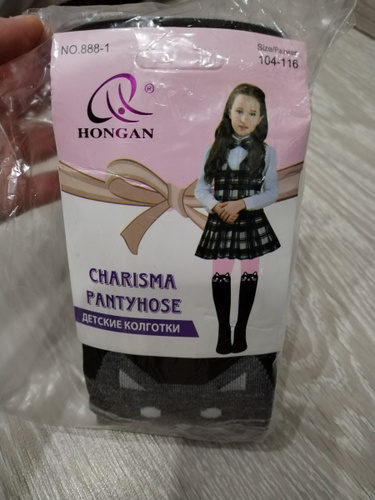 NO.888-1
Size/Размер
104-116
®
HONGAN
CHARISMA
PANTYHOSE
ДЕТСКИЕ КОЛГОТКИ